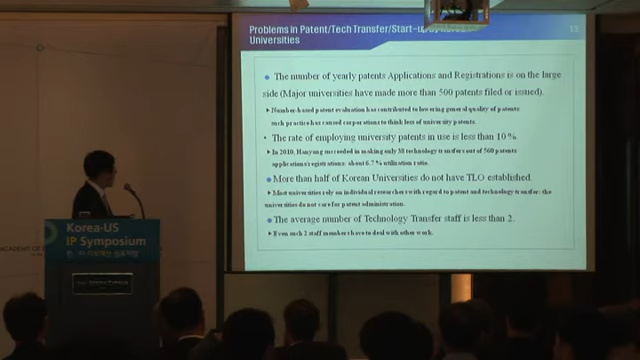 Problems in Patent/Tech Transfer/Start-up
Universities
13
The number of yearly patents Applications and Registrations is on the large
side (Major universities have made more than 500 patents filed or issued).
Number-based patent evaluation has contributed to lowering general quality of patents:
such practice has caused corporations to think less of university patents.
The rate of employing university patents in use is less than 10%.
In 2010, Hanyang succeeded in making only 38 technology transfers out of 560 patents
applications/registrations. about 6.7% utilization ratio.
More than half of Korean Universities do not have TLO established.
Most universities rely on individual researchers with regard to patent and technology transfer: the
universities do not care for patent administration.
The average number of Technology Transfer staff is less than 2.
Even such 2 staff members have to deal with other work.
ACADEMY OF
Korea-US
IP Symposium